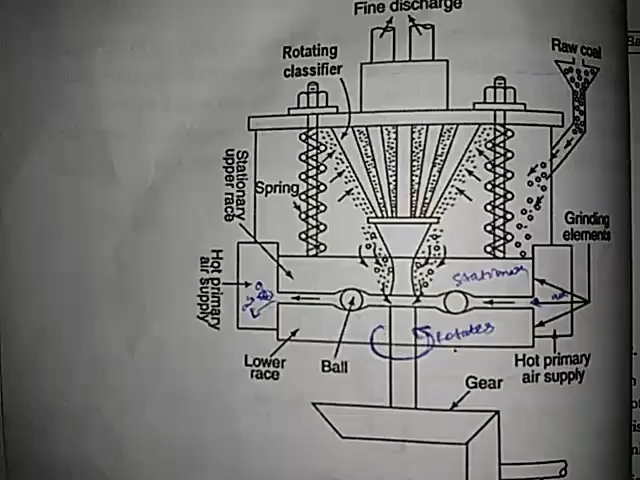 Fine discharge
Rotating
classifier
Raw coal
Stationary
upper race
Spring
Grinding
elements
Hot primary
air supply
Stationary
Rotates
Lower
race
Ball
Hot primary
air supply
Gear